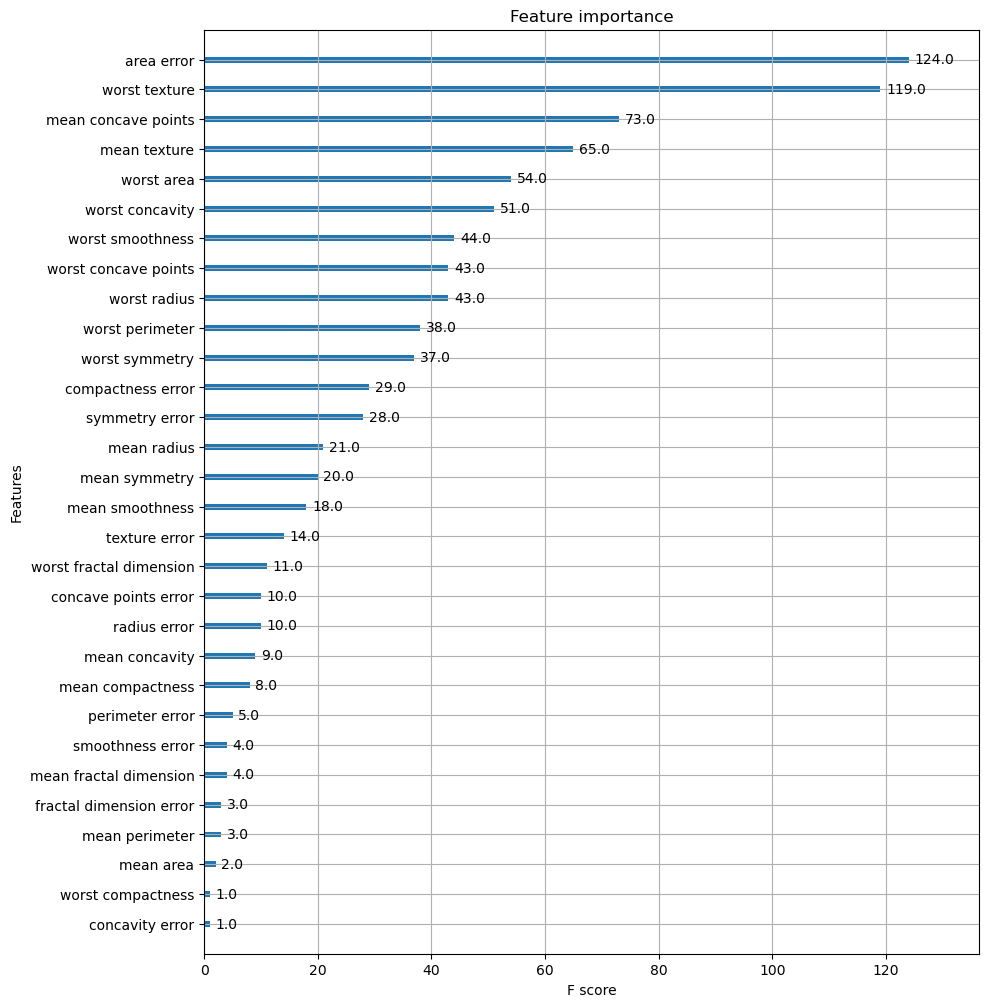 Feature importance
area error 124.0
worst texture 119.0
mean concave points 73.0
mean texture 65.0
worst area 54.0
worst concavity 51.0
worst smoothness 44.0
worst concave points 43.0
worst radius 43.0
worst perimeter 38.0
worst symmetry 37.0
compactness error 29.0
symmetry error 28.0
mean radius 21.0
mean symmetry 20.0
mean smoothness 18.0
texture error 14.0
worst fractal dimension 11.0
concave points error 10.0
radius error 10.0
mean concavity 9.0
mean compactness 8.0
perimeter error 5.0
smoothness error 4.0
mean fractal dimension 4.0
fractal dimension error 3.0
mean perimeter 3.0
mean area 2.0
worst compactness 1.0
concavity error 1.0
Features
0 20 40 60 80 100 120
F score